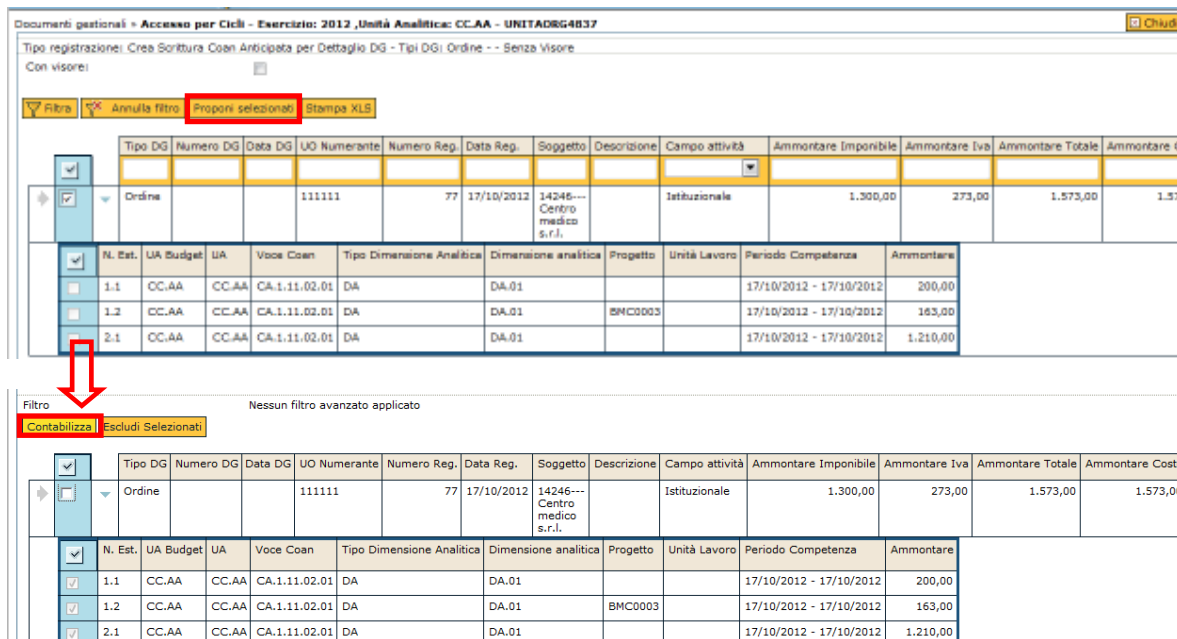 Documenti gestionali » Accesso per Cicli - Esercizio: 2012 ,Unità Analitica: CC.AA - UNITAORG4837 Chiudi
Tipo registrazione: Crea Scrittura Coan Anticipata per Dettaglio DG - Tipi DG: Ordine - - Senza Visore
Con visore:
Filtra Annulla filtro Proponi selezionati Stampa XLS
Tipo DG Numero DG Data DG UO Numerante Numero Reg. Data Reg. Soggetto Descrizione Campo attività Ammontare Imponibile Ammontare Iva Ammontare Totale Ammontare
Ordine 111111 77 17/10/2012 14246--- Istituzionale 1.300,00 273,00 1.573,00 1.57
Centro
medico
s.r.l.
N. Est. UA Budget UA Voce Coan Tipo Dimensione Analitica Dimensione analitica Progetto Unità Lavoro Periodo Competenza Ammontare
1.1 CC.AA CC.AA CA.1.11.02.01 DA DA.01 17/10/2012 - 17/10/2012 200,00
1.2 CC.AA CC.AA CA.1.11.02.01 DA DA.01 BMC0003 17/10/2012 - 17/10/2012 163,00
2.1 CC.AA CC.AA CA.1.11.02.01 DA DA.01 17/10/2012 - 17/10/2012 1.210,00
Filtro Nessun filtro avanzato applicato
Contabilizza Escludi Selezionati
Tipo DG Numero DG Data DG UO Numerante Numero Reg. Data Reg. Soggetto Descrizione Campo attività Ammontare Imponibile Ammontare Iva Ammontare Totale Ammontare Cost
Ordine 111111 77 17/10/2012 14246--- Istituzionale 1.300,00 273,00 1.573,00 1.573,0
Centro
medico
s.r.l.
N. Est. UA Budget UA Voce Coan Tipo Dimensione Analitica Dimensione analitica Progetto Unità Lavoro Periodo Competenza Ammontare
1.1 CC.AA CC.AA CA.1.11.02.01 DA DA.01 17/10/2012 - 17/10/2012 200,00
1.2 CC.AA CC.AA CA.1.11.02.01 DA DA.01 BMC0003 17/10/2012 - 17/10/2012 163,00
2.1 CC.AA CC.AA CA.1.11.02.01 DA DA.01 17/10/2012 - 17/10/2012 1.210,00